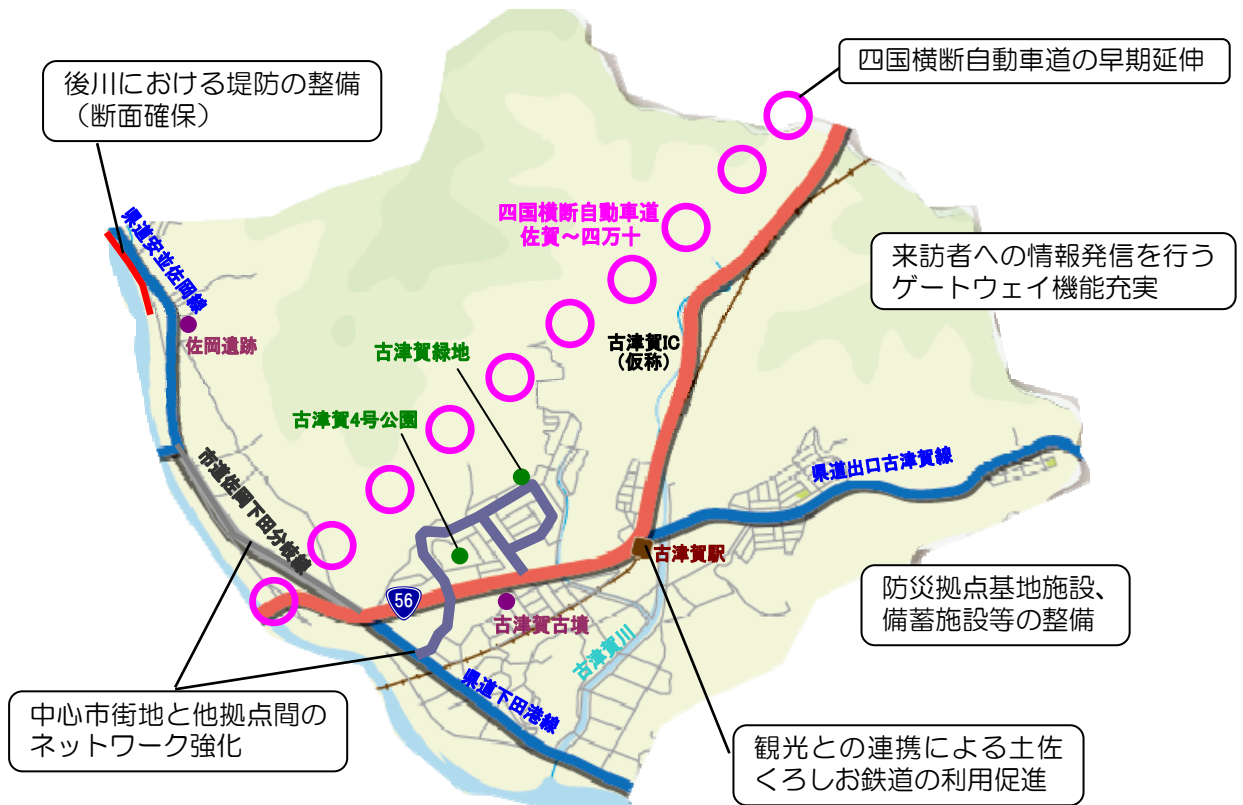 四国横断自動車道の早期延伸
後川における堤防の整備
（断面確保）
県道安並佐岡線
四国横断自動車道
佐賀～四万十
来訪者への情報発信を行う
ゲートウェイ機能充実
佐岡遺跡
古津賀IC
（仮称）
古津賀緑地
古津賀4号公園
市道佐岡下田分岐線
県道出口古津賀線
古津賀駅
56
古津賀古墳
古津賀川
防災拠点基地施設、
備蓄施設等の整備
県道下田港線
中心市街地と他拠点間の
ネットワーク強化
観光との連携による土佐
くろしお鉄道の利用促進